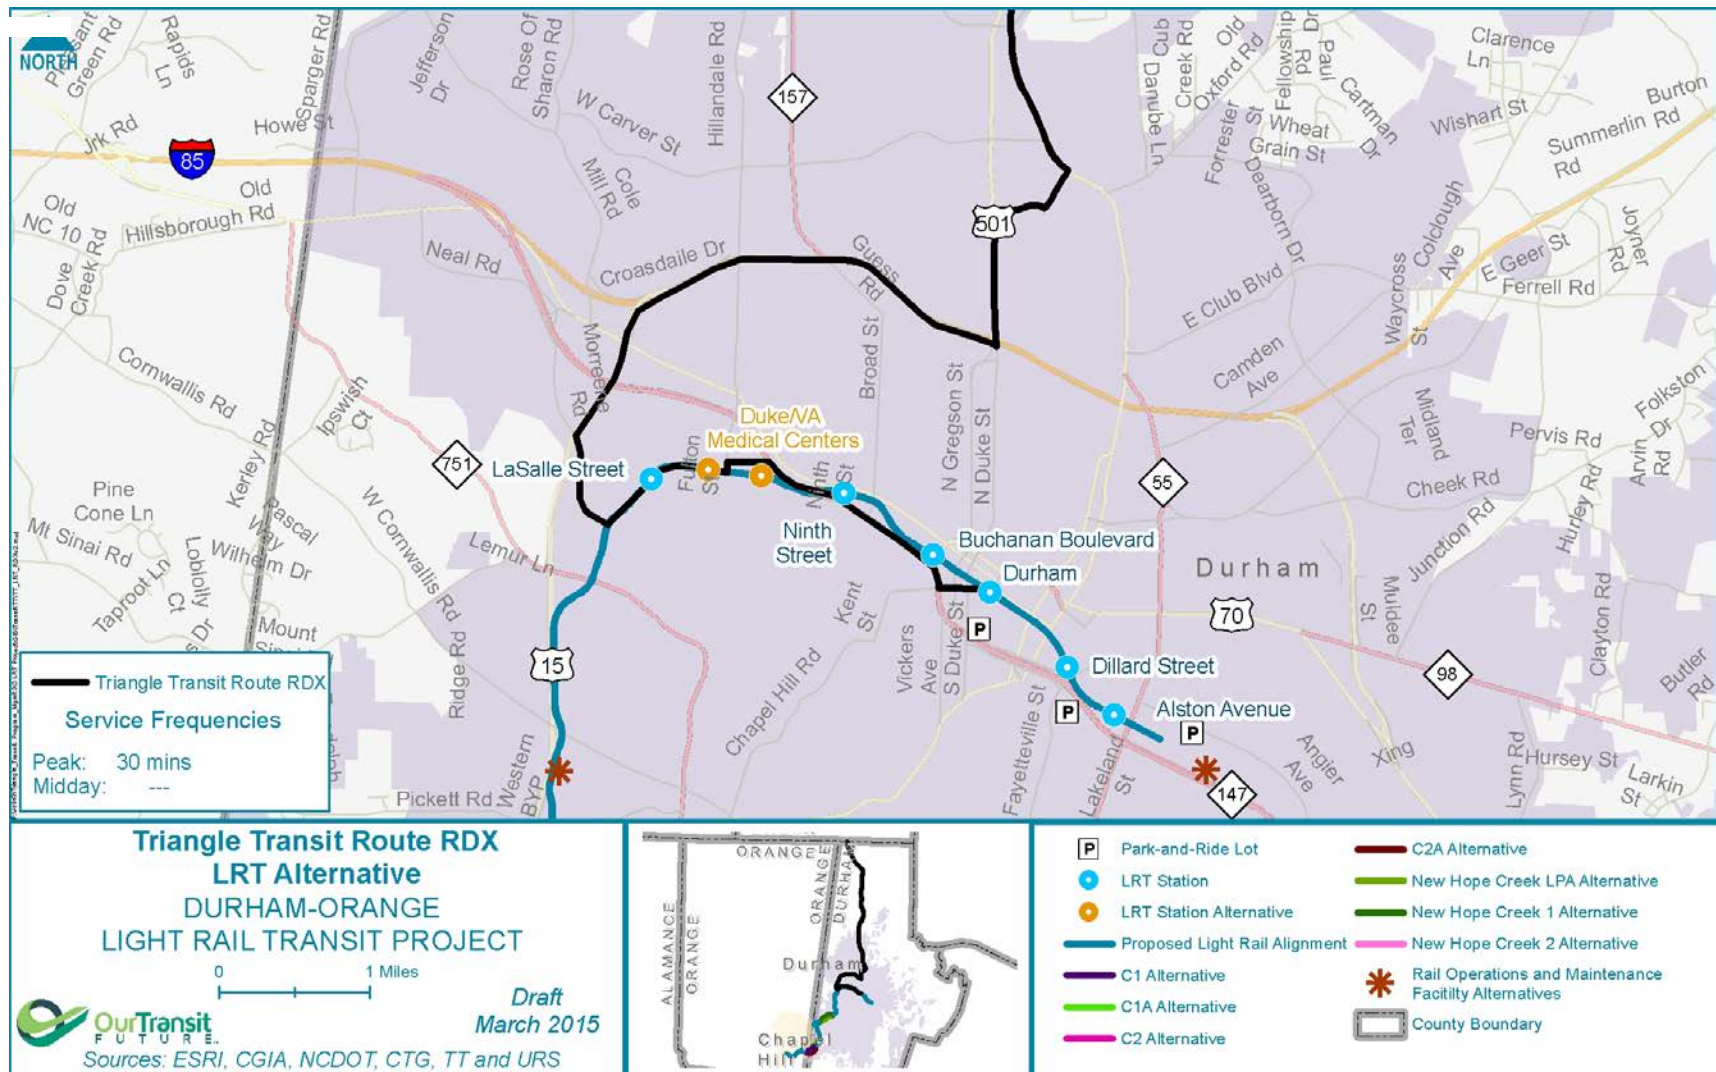 NORTH
Pleasant
Green Rd
Rapids
Ln
Sparger Rd
Jefferson
Dr
Rose Of
Sharon Rd
Hillandale Rd
157
Danube Ln
Cub
Creek Rd
Old
Oxford Rd
Fellowship
Dr
Paul
Rd
Cartman
Dr
Clarence
Ln
Burton
Wishart St
Summerlin Rd
Rd
Jrk Rd
Howe St
W Carver St
Forrester
St
Wheat
Grain St
85
Old
Hillsborough Rd
Old
NC 10
Dove
Creek Rd
Cole
Mill Rd
Neal Rd
Croasdaile Dr
Guess
Rd
501
Dearborn Dr
E Club Blvd
Colclough
Ave
Waycross
St
E Geer St
Joyner
Rd
Ferrell Rd
Cornwallis Rd
Ipswish
Ct
Kerley Rd
Morreene
Rd
Broad St
N Gregson St
N Duke St
Camden
Ave
Midland
Ter
Folkston
Dr
Pervis Rd
Arvin
Rd
751
LaSalle Street
Duke/VA
Medical Centers
Fulton
St
Ninth
St
55
Cheek Rd
Hurley Rd
Junction Rd
Pine
Cone Ln
Mt Sinai Rd
Pascal
Way
Wilhelm Dr
Loblolly
Ct
Taproot Ln
Dr
W Cornwallis Rd
Lemur Ln
Ninth
Street
Buchanan Boulevard
Durham
Durham
70
Muldee
St
Clayton Rd
Butler
Rd
98
Mount
Kent
St
Vickers
Ave
S Duke St
P
Dillard Street
Chapel Hill Rd
Ridge Rd
15
Western
BYP
Pickett Rd
Fayetteville St
P
Alston Avenue
P
Lakeland
St
Angier
Ave
Xing
147
Lynn Rd
Hursey St
Larkin
St
Triangle Transit Route RDX
Service Frequencies
Peak: 30 mins
Midday: ---
Triangle Transit Route RDX
LRT Alternative
DURHAM-ORANGE
LIGHT RAIL TRANSIT PROJECT
0 1 Miles
Draft
March 2015
OurTransit
FUTURE
Sources: ESRI, CGIA, NCDOT, CTG, TT and URS
ORANGE
ORANGE
DURHAM
ALAMANCE
ORANGE
Durham
Chapel
Hill
P Park-and-Ride Lot
LRT Station
LRT Station Alternative
Proposed Light Rail Alignment
C1 Alternative
C1A Alternative
C2 Alternative
C2A Alternative
New Hope Creek LPA Alternative
New Hope Creek 1 Alternative
New Hope Creek 2 Alternative
Rail Operations and Maintenance
Facitlty Alternatives
County Boundary